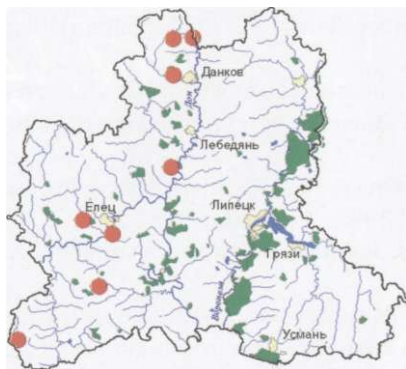 Данков
Дон
Лебедянь
Елец
Липецк
Грязи
Воронеж
Усмань